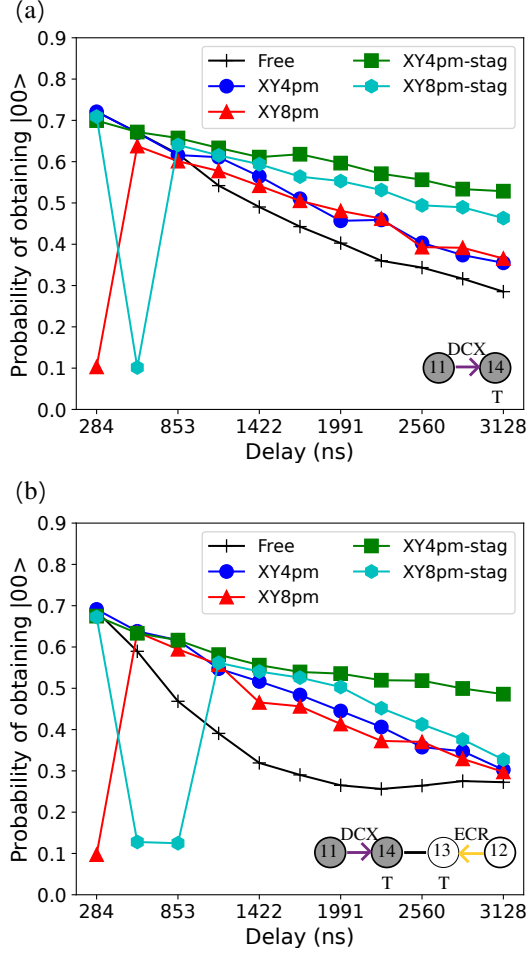 (a)
Probability of obtaining |00>
0.9
0.8
0.7
0.6
0.5
0.4
0.3
0.2
0.1
0.0
Free
XY4pm
XY8pm
XY4pm-stag
XY8pm-stag
DCX
11
14
T
284
853
1422
1991
2560
3128
Delay (ns)
(b)
Probability of obtaining |00>
0.9
0.8
0.7
0.6
0.5
0.4
0.3
0.2
0.1
0.0
Free
XY4pm
XY8pm
XY4pm-stag
XY8pm-stag
DCX
ECR
11
14
13
12
T
T
284
853
1422
1991
2560
3128
Delay (ns)